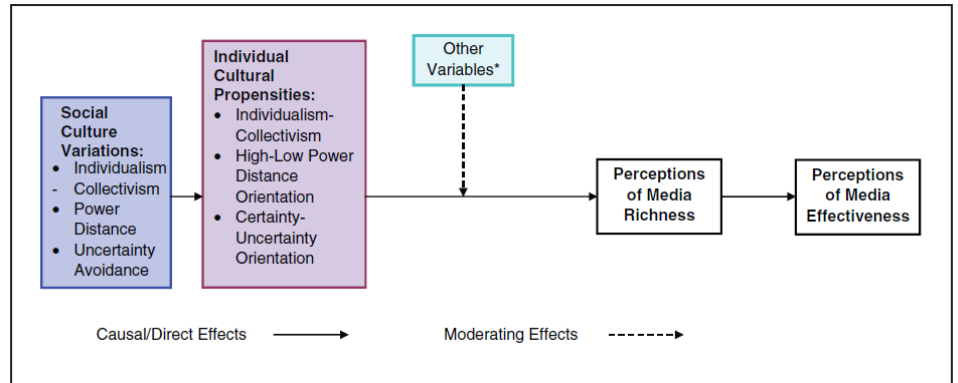 Social
Culture
Variations:
• Individualism
- Collectivism
• Power
Distance
• Uncertainty
Avoidance
Individual
Cultural
Propensities:
• Individualism-
Collectivism
• High-Low Power
Distance
Orientation
• Certainty-
Uncertainty
Orientation
Other
Variables*
Perceptions
of Media
Richness
Perceptions
of Media
Effectiveness
Causal/Direct Effects
Moderating Effects